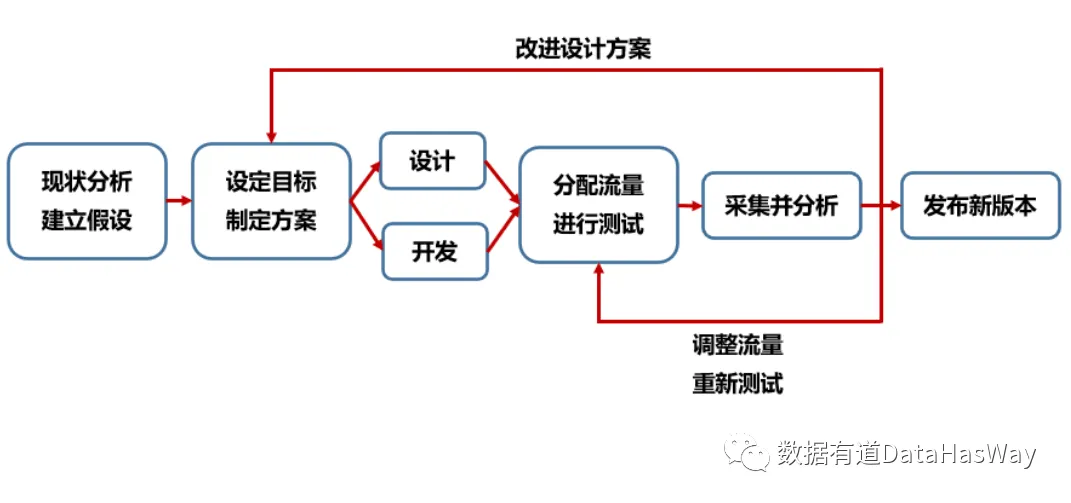 改进设计方案
现状分析
建立假设
设定目标
制定方案
设计
开发
分配流量
进行测试
采集并分析
发布新版本
调整流量
重新测试
数据有道DataHasWay